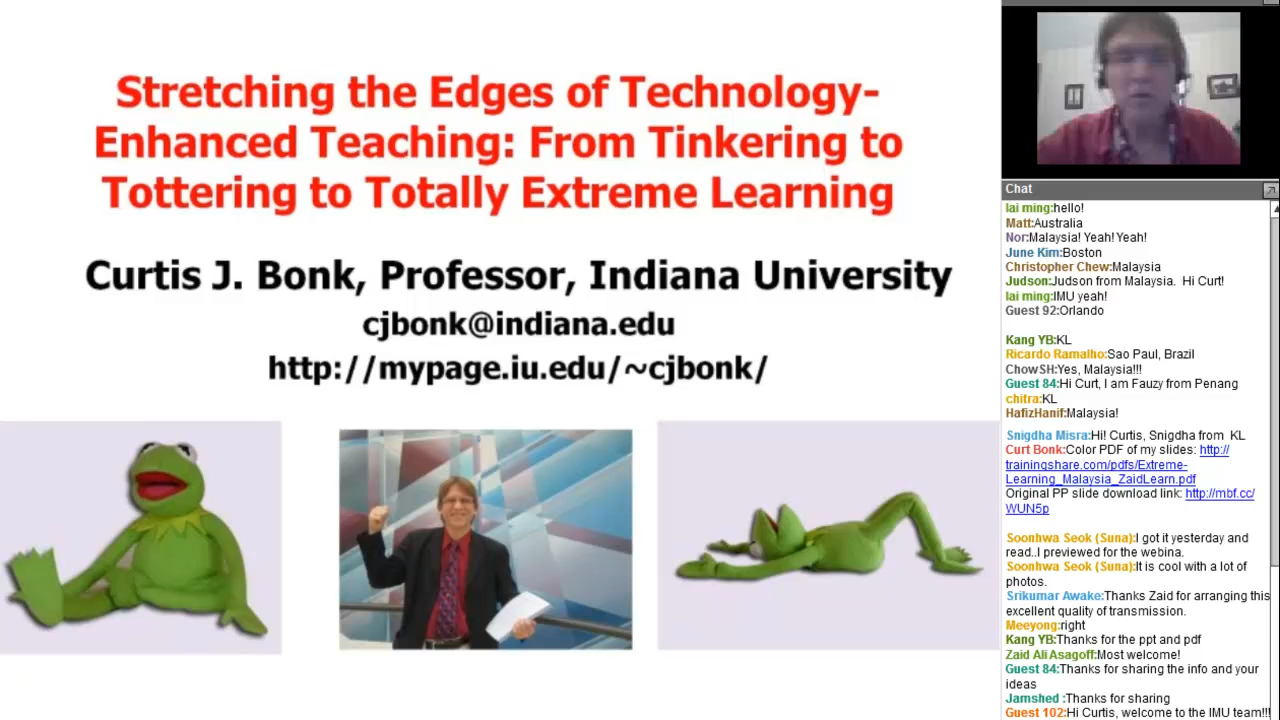 Stretching the Edges of Technology-
Enhanced Teaching: From Tinkering to
Tottering to Totally Extreme Learning
Curtis J. Bonk, Professor, Indiana University
cjbonk@indiana.edu
http://mypage.iu.edu/~cjbonk/
Chat
lai ming:hello!
Matt:Australia
Nor:Malaysia! Yeah! Yeah!
June Kim:Boston
Christopher Chew:Malaysia
Judson:Judson from Malaysia.  Hi Curt!
lai ming:IMU yeah!
Guest 92:Orlando
Kang YB:KL
Ricardo Ramalho:Sao Paul, Brazil
ChowSH:Yes, Malaysia!!!
Guest 84:Hi Curt, I am Fauzy from Penang
chitra:KL
HafizHanif:Malaysia!
Snigdha Misra:Hi! Curtis, Snigdha from  KL
Curt Bonk:Color PDF of my slides: http://
trainingshare.com/pdfs/Extreme-
Learning_Malaysia_ZaidLearn.pdf
Original PP slide download link: http://mbf.cc/
WUN5p
Soonhwa Seok (Suna):I got it yesterday and
read..I previewed for the webina.
Soonhwa Seok (Suna):It is cool with a lot of
photos.
Srikumar Awake:Thanks Zaid for arranging this
excellent quality of transmission.
Meeyong:right
Kang YB:Thanks for the ppt and pdf
Zaid Ali Asagoff:Most welcome!
Guest 84:Thanks for sharing the info and your
ideas
Jamshed :Thanks for sharing
Guest 102:Hi Curtis, welcome to the IMU team!!!